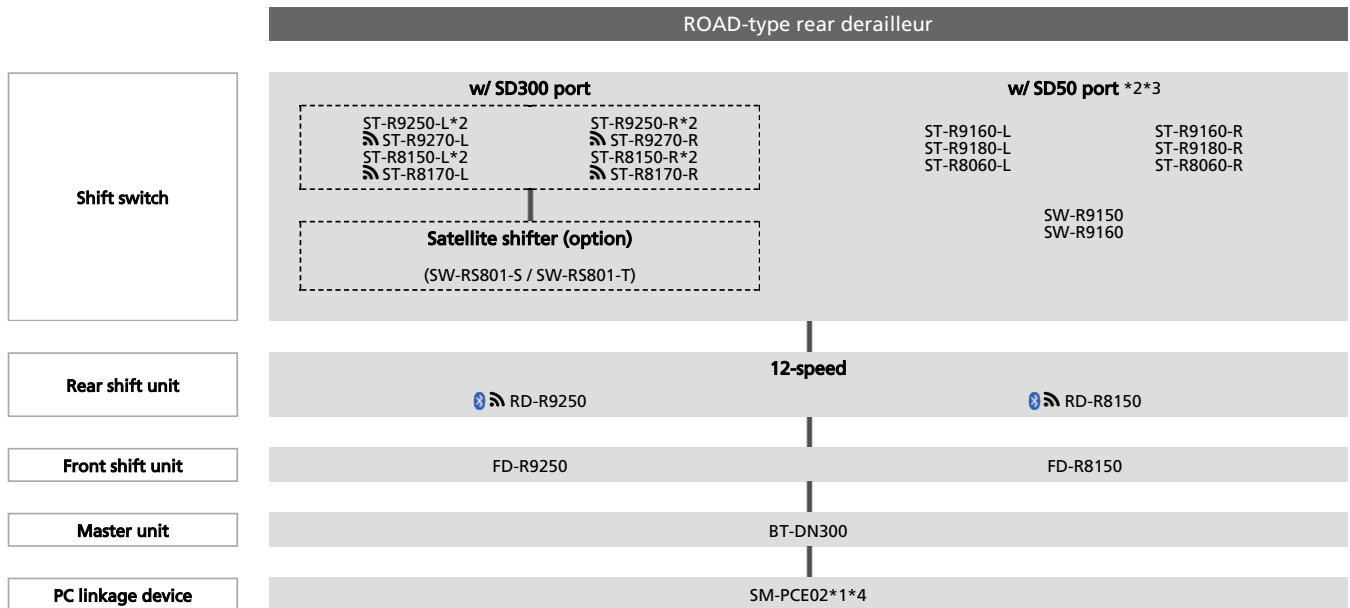 ROAD-type rear derailleur
Shift switch
w/ SD300 port
ST-R9250-L*2
ST-R9270-L
ST-R8150-L*2
ST-R8170-L
ST-R9250-R*2
ST-R9270-R
ST-R8150-R*2
ST-R8170-R
Satellite shifter (option)
(SW-RS801-S / SW-RS801-T)
w/ SD50 port *2*3
ST-R9160-L
ST-R9180-L
ST-R8060-L
ST-R9160-R
ST-R9180-R
ST-R8060-R
SW-R9150
SW-R9160
Rear shift unit
12-speed
RD-R9250
RD-R8150
Front shift unit
FD-R9250
FD-R8150
Master unit
BT-DN300
PC linkage device
SM-PCE02*1*4